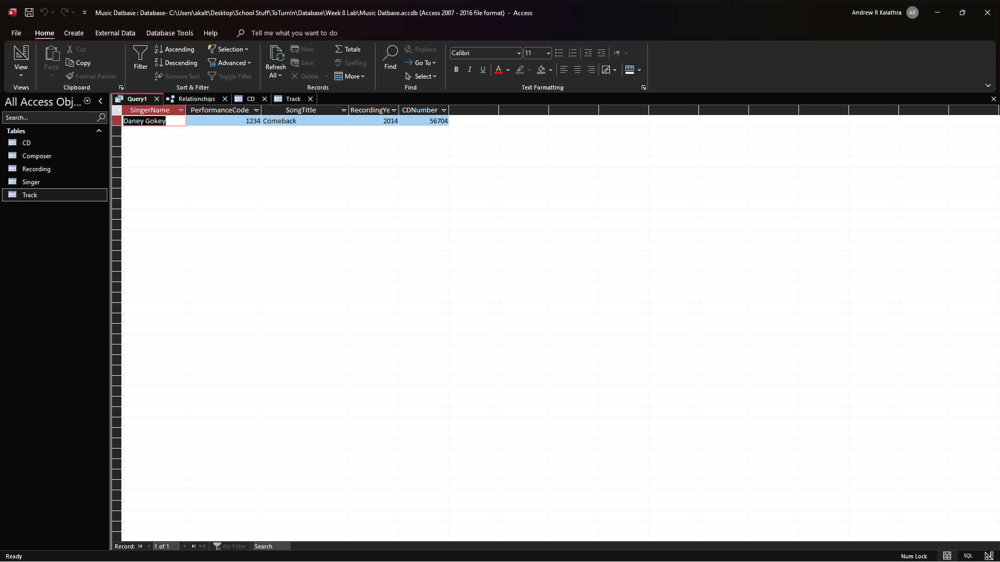 Music Datbase : Database- C:\Users\akalt\Desktop\School Stuff\ToTurnIn\Database\Week 8 Lab\Music Datbase.accdb (Access 2007 - 2016 file format) - Access
Andrew R Kalathra AR
File Home Create External Data Database Tools Help Tell me what you want to do
View
Views
Paste
Cut
Copy
Format Painter
Clipboard
Filter
Ascending
Descending
Remove Sort
Selection
Advanced
Toggle Filter
Sort & Filter
Refresh
All
New
Save
Delete
Totals
Spelling
More
Records
Find
Replace
Go To
Select
Find
Calibri 11
B I U A
Text Formatting
All Access Obj...
Search...
Tables
CD
Composer
Recording
Singer
Track
Query1 Relationships CD Track
SingerName PerformanceCode SongTitle RecordingYe CDNumber
Daney Gokey 1234 Comeback 2014 56704
Record: 1 of 1 No Filter Search
Ready Num Lock SQL